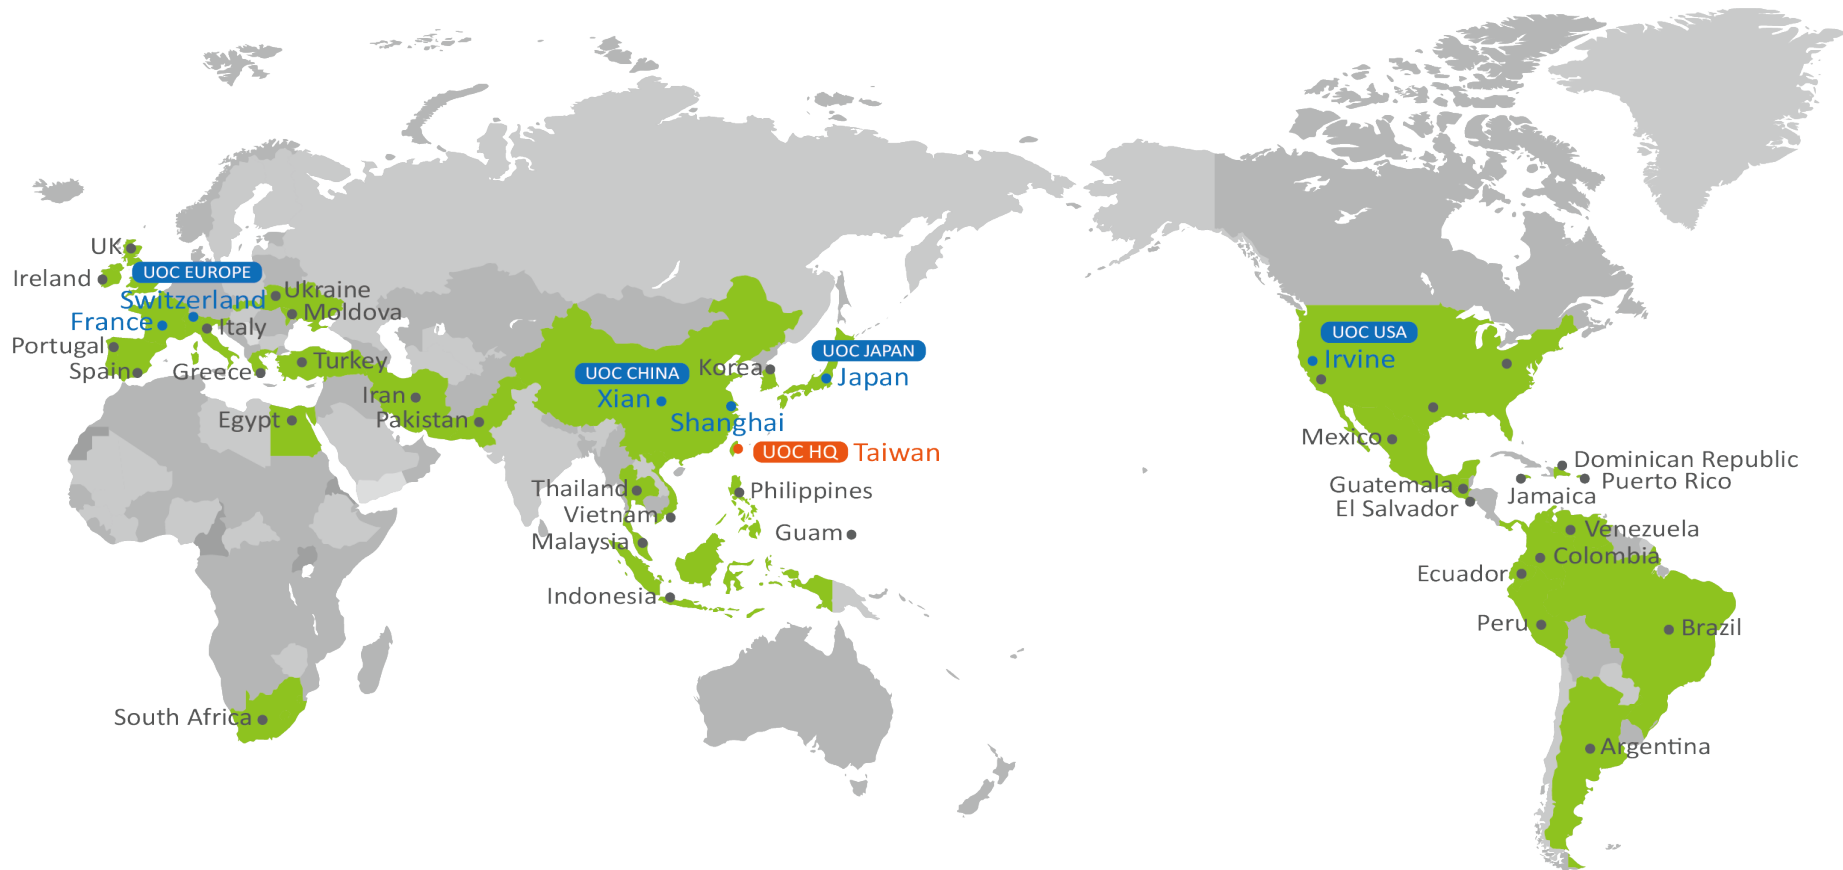 UK
Ireland
UOC EUROPE
Switzerland
Ukraine
Moldova
France
Italy
Portugal
Spain
Greece
Turkey
Iran
Egypt
Pakistan
South Africa
UOC CHINA
Xian
Shanghai
Korea
UOC JAPAN
Japan
UOC HQ
Taiwan
Thailand
Vietnam
Malaysia
Philippines
Guam
Indonesia
UOC USA
Irvine
Mexico
Guatemala
El Salvador
Dominican Republic
Puerto Rico
Jamaica
Venezuela
Colombia
Ecuador
Peru
Brazil
Argentina